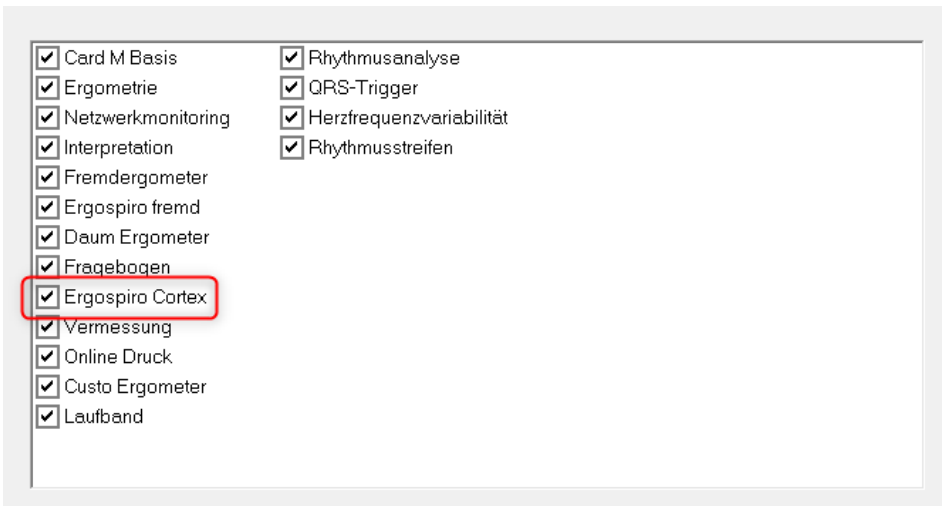 Card M Basis
Ergometrie
Netzwerkmonitoring
Interpretation
Fremdergometer
Ergospiro fremd
Daum Ergometer
Fragebogen
Ergospiro Cortex
Vermessung
Online Druck
Custo Ergometer
Laufband
Rhythmusanalyse
QRS-Trigger
Herzfrequenzvariabilität
Rhythmusstreifen